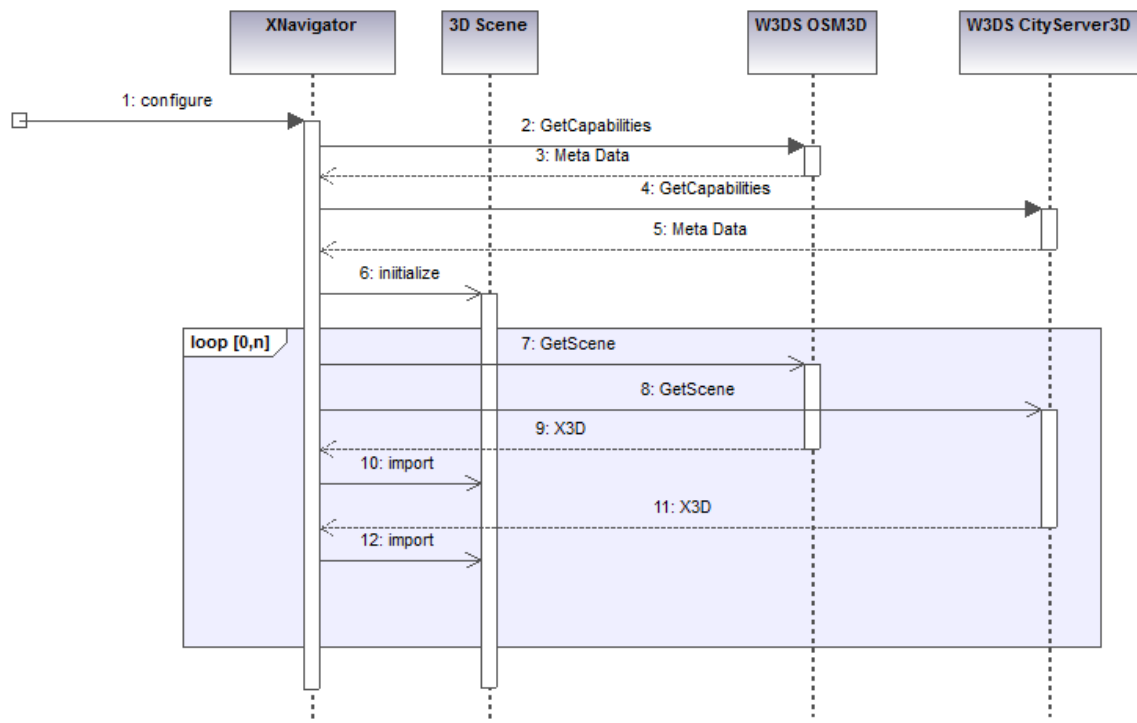 XNavigator
3D Scene
W3DS OSM3D
W3DS CityServer3D
1: configure
2: GetCapabilities
3: Meta Data
4: GetCapabilities
5: Meta Data
6: iniitialize
loop [0,n]
7: GetScene
8: GetScene
9: X3D
10: import
11: X3D
12: import